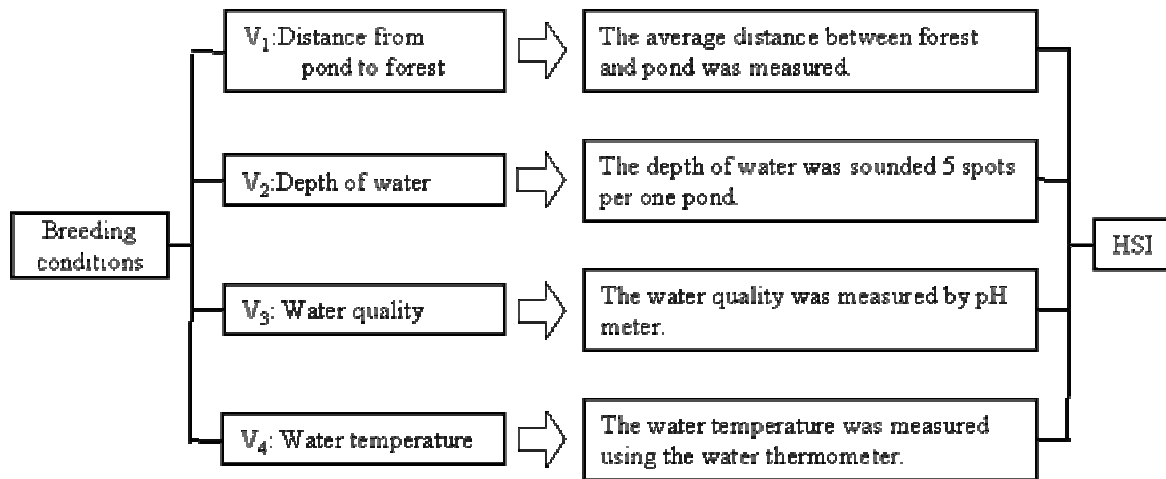 V1:Distance from
pond to forest
The average distance between forest
and pond was measured.
V2:Depth of water
The depth of water was sounded 5 spots
per one pond.
Breeding
conditions
HSI
V3: Water quality
The water quality was measured by pH
meter.
V4: Water temperature
The water temperature was measured
using the water thermometer.